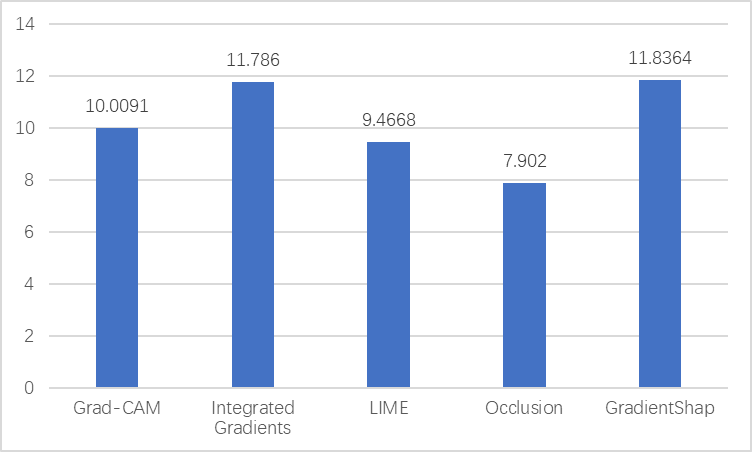 14
12
10
8
6
4
2
0
10.0091
11.786
9.4668
7.902
11.8364
Grad-CAM
Integrated
Gradients
LIME
Occlusion
GradientShap